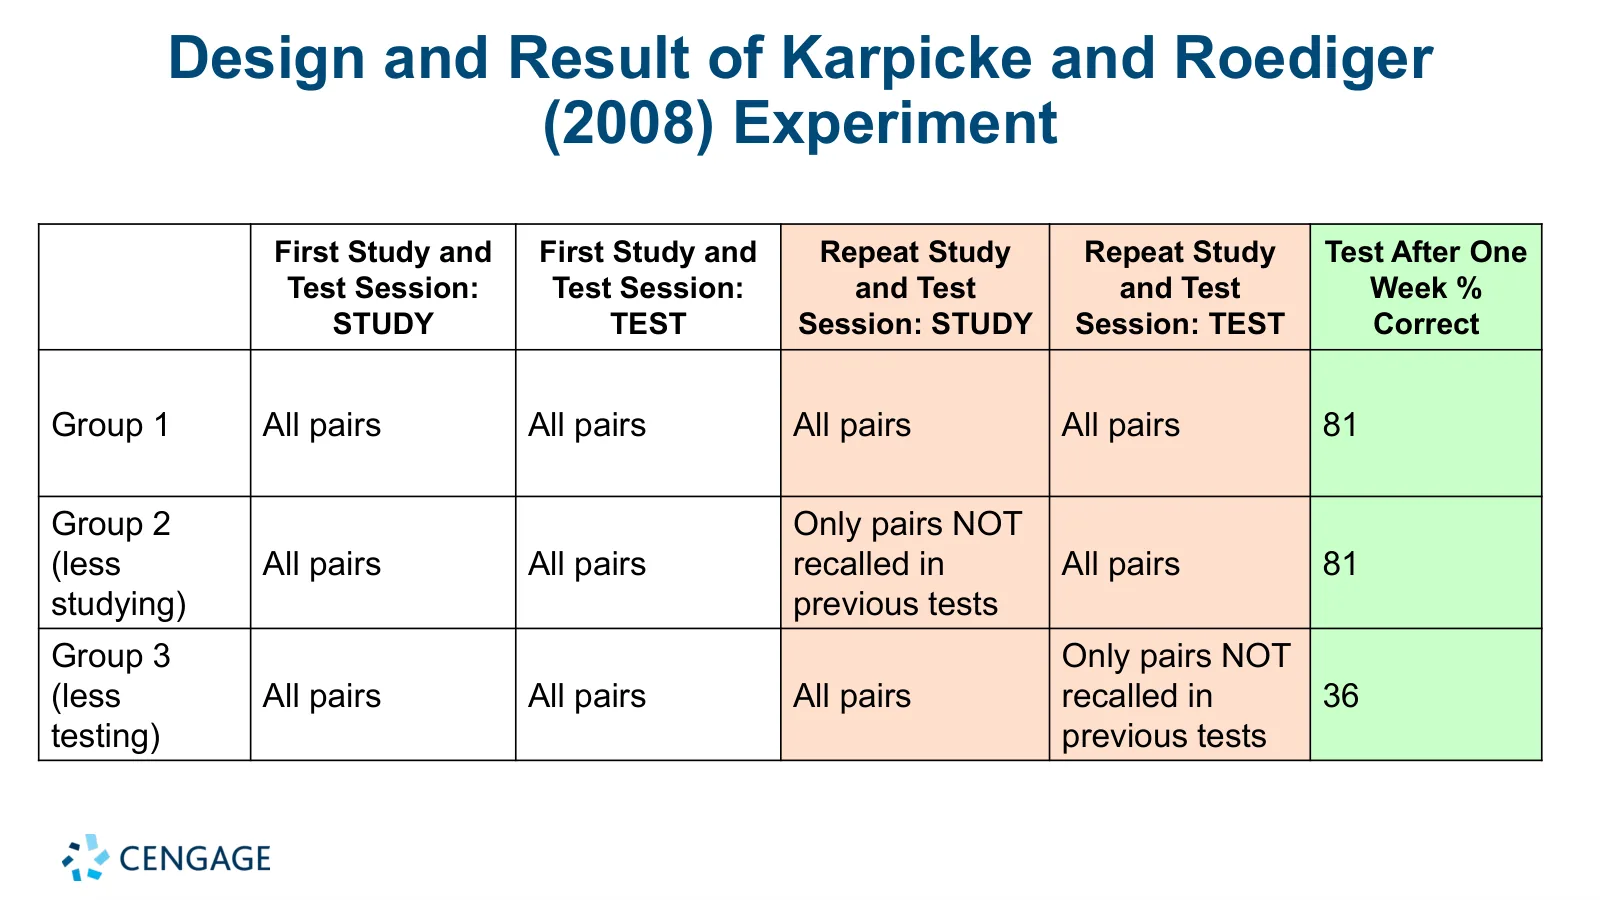 Design and Result of Karpicke and Roediger
(2008) Experiment
First Study and
Test Session:
STUDY
First Study and
Test Session:
TEST
Repeat Study
and Test
Session: STUDY
Repeat Study
and Test
Session: TEST
Test After One
Week %
Correct
Group 1
All pairs
All pairs
All pairs
All pairs
81
Group 2
(less
studying)
All pairs
All pairs
Only pairs NOT
recalled in
previous tests
All pairs
81
Group 3
(less
testing)
All pairs
All pairs
All pairs
Only pairs NOT
recalled in
previous tests
36
CENGAGE